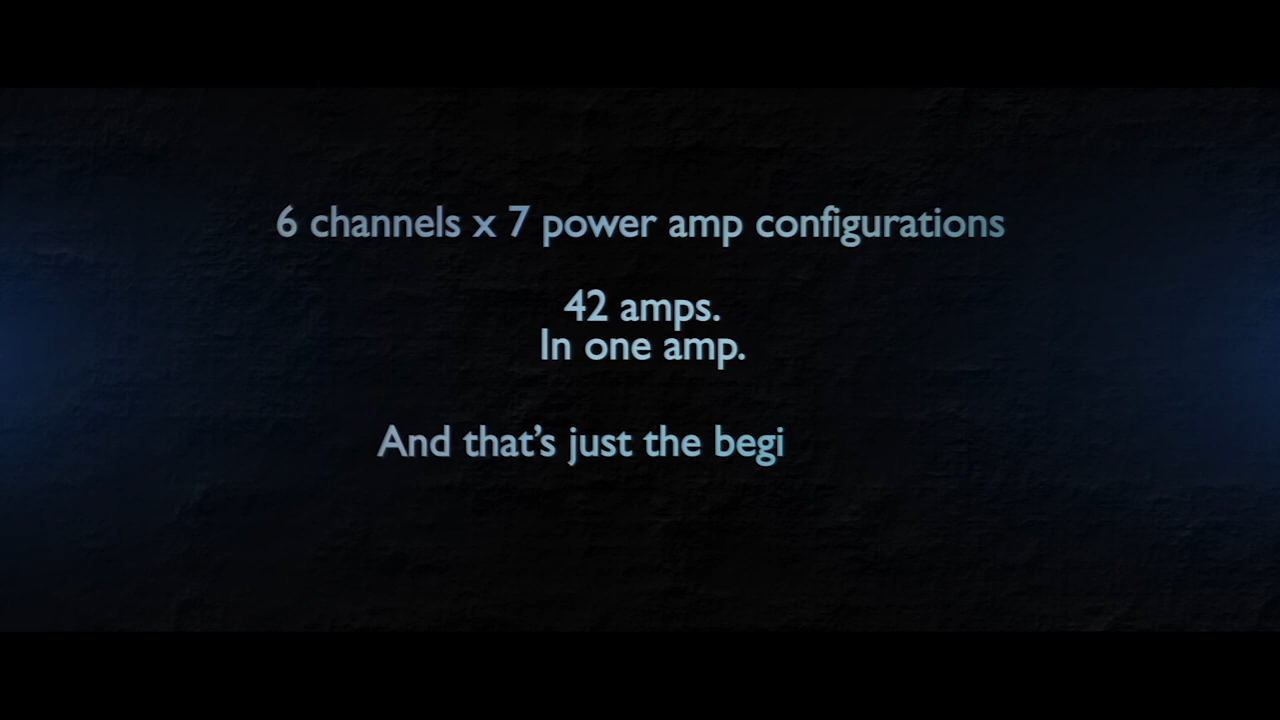 6 channels x 7 power amp configurations
42 amps.
In one amp.
And that's just the begi